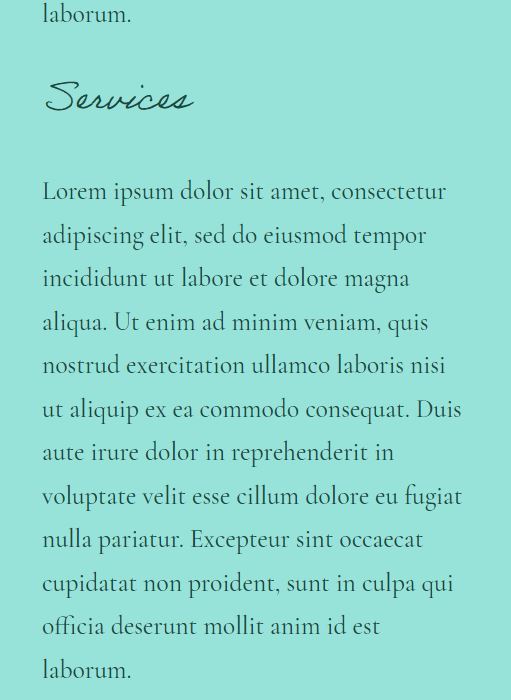 laborum.
Services
Lorem ipsum dolor sit amet, consectetur
adipiscing elit, sed do eiusmod tempor
incididunt ut labore et dolore magna
aliqua. Ut enim ad minim veniam, quis
nostrud exercitation ullamco laboris nisi
ut aliquip ex ea commodo consequat. Duis
aute irure dolor in reprehenderit in
voluptate velit esse cillum dolore eu fugiat
nulla pariatur. Excepteur sint occaecat
cupidatat non proident, sunt in culpa qui
officia deserunt mollit anim id est
laborum.